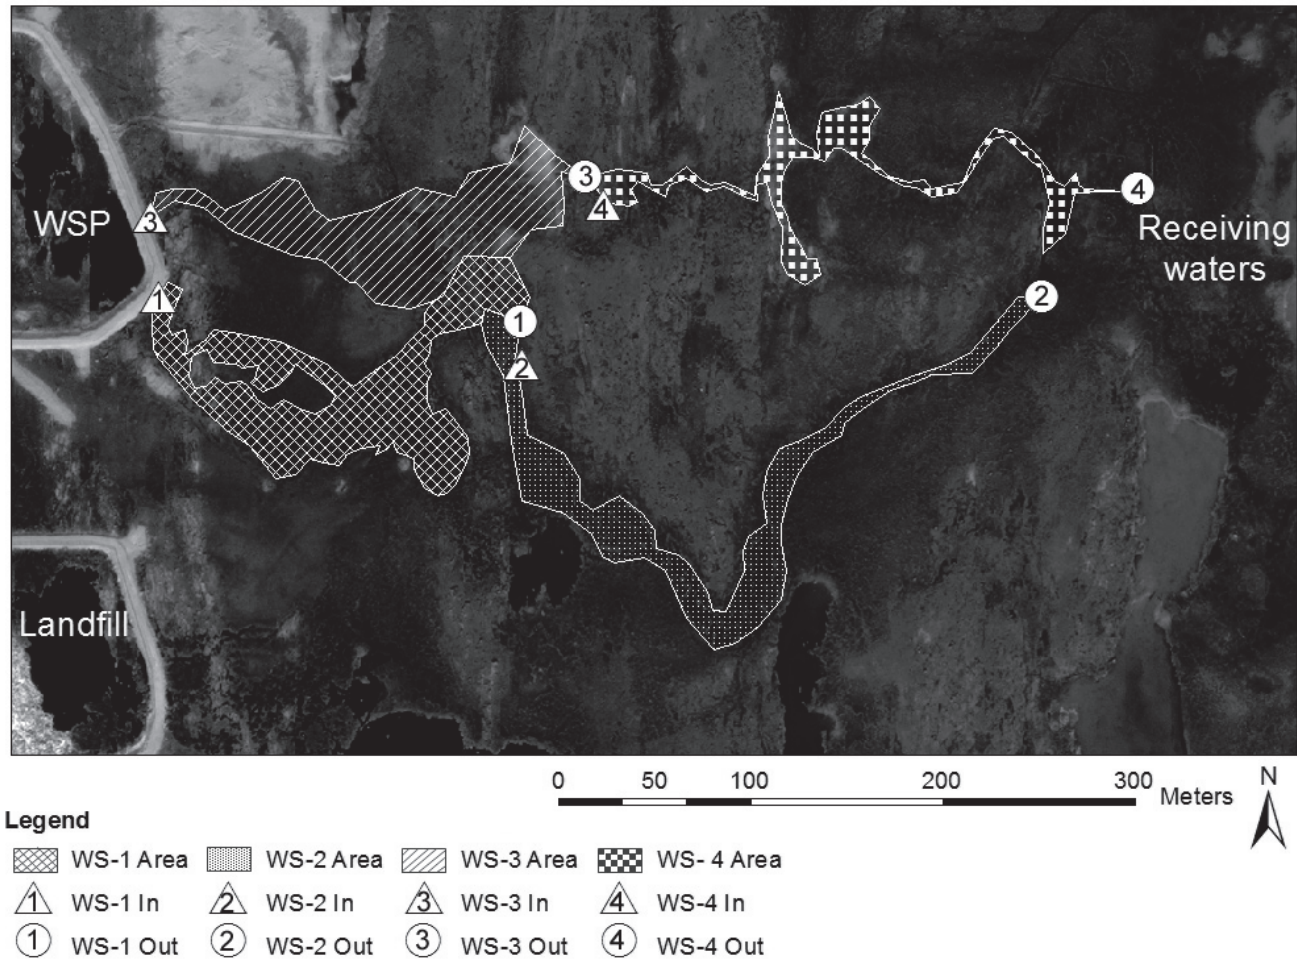 3
4
4
WSP
3
Receiving
waters
1
1
2
2
Landfill
0 50 100 200 300
Meters
N
Legend
WS-1 Area WS-2 Area WS-3 Area WS- 4 Area
1 WS-1 In 2 WS-2 In 3 WS-3 In 4 WS-4 In
1 WS-1 Out 2 WS-2 Out 3 WS-3 Out 4 WS-4 Out